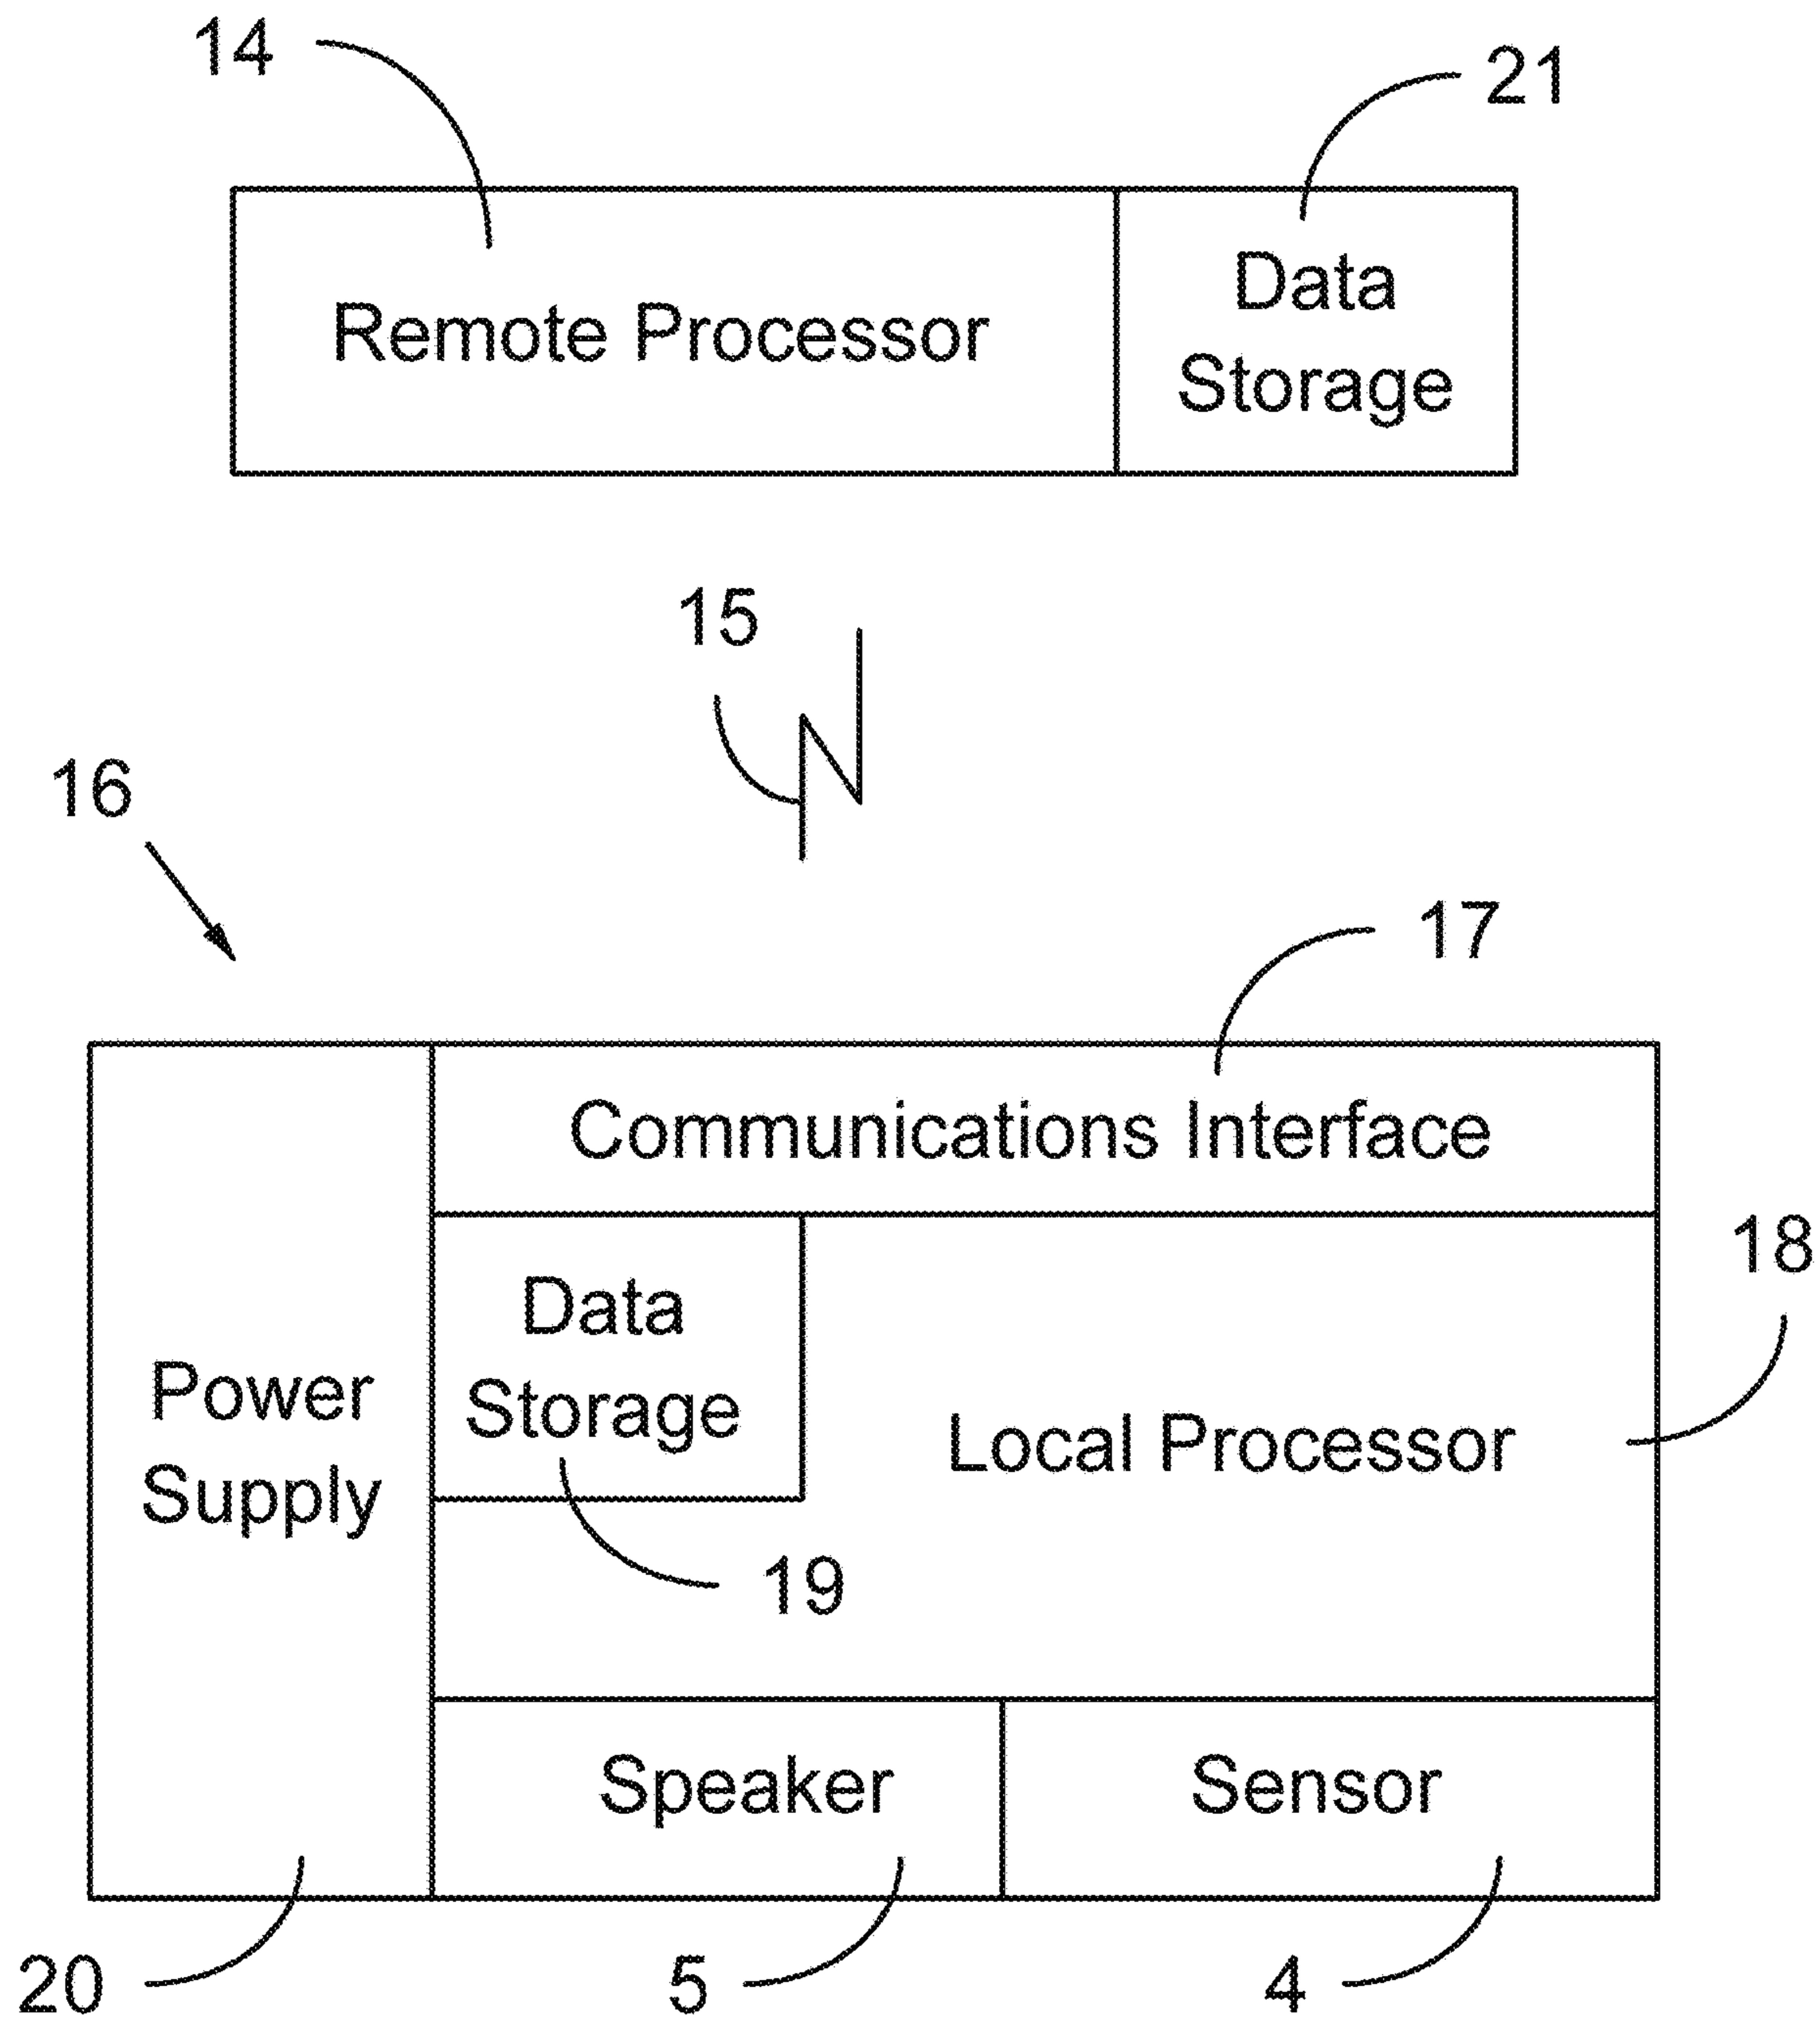 14
21
Remote Processor
Data
Storage
15
16
17
Communications Interface
18
Data
Storage
Power
Supply
Local Processor
19
Speaker
Sensor
20
5
4